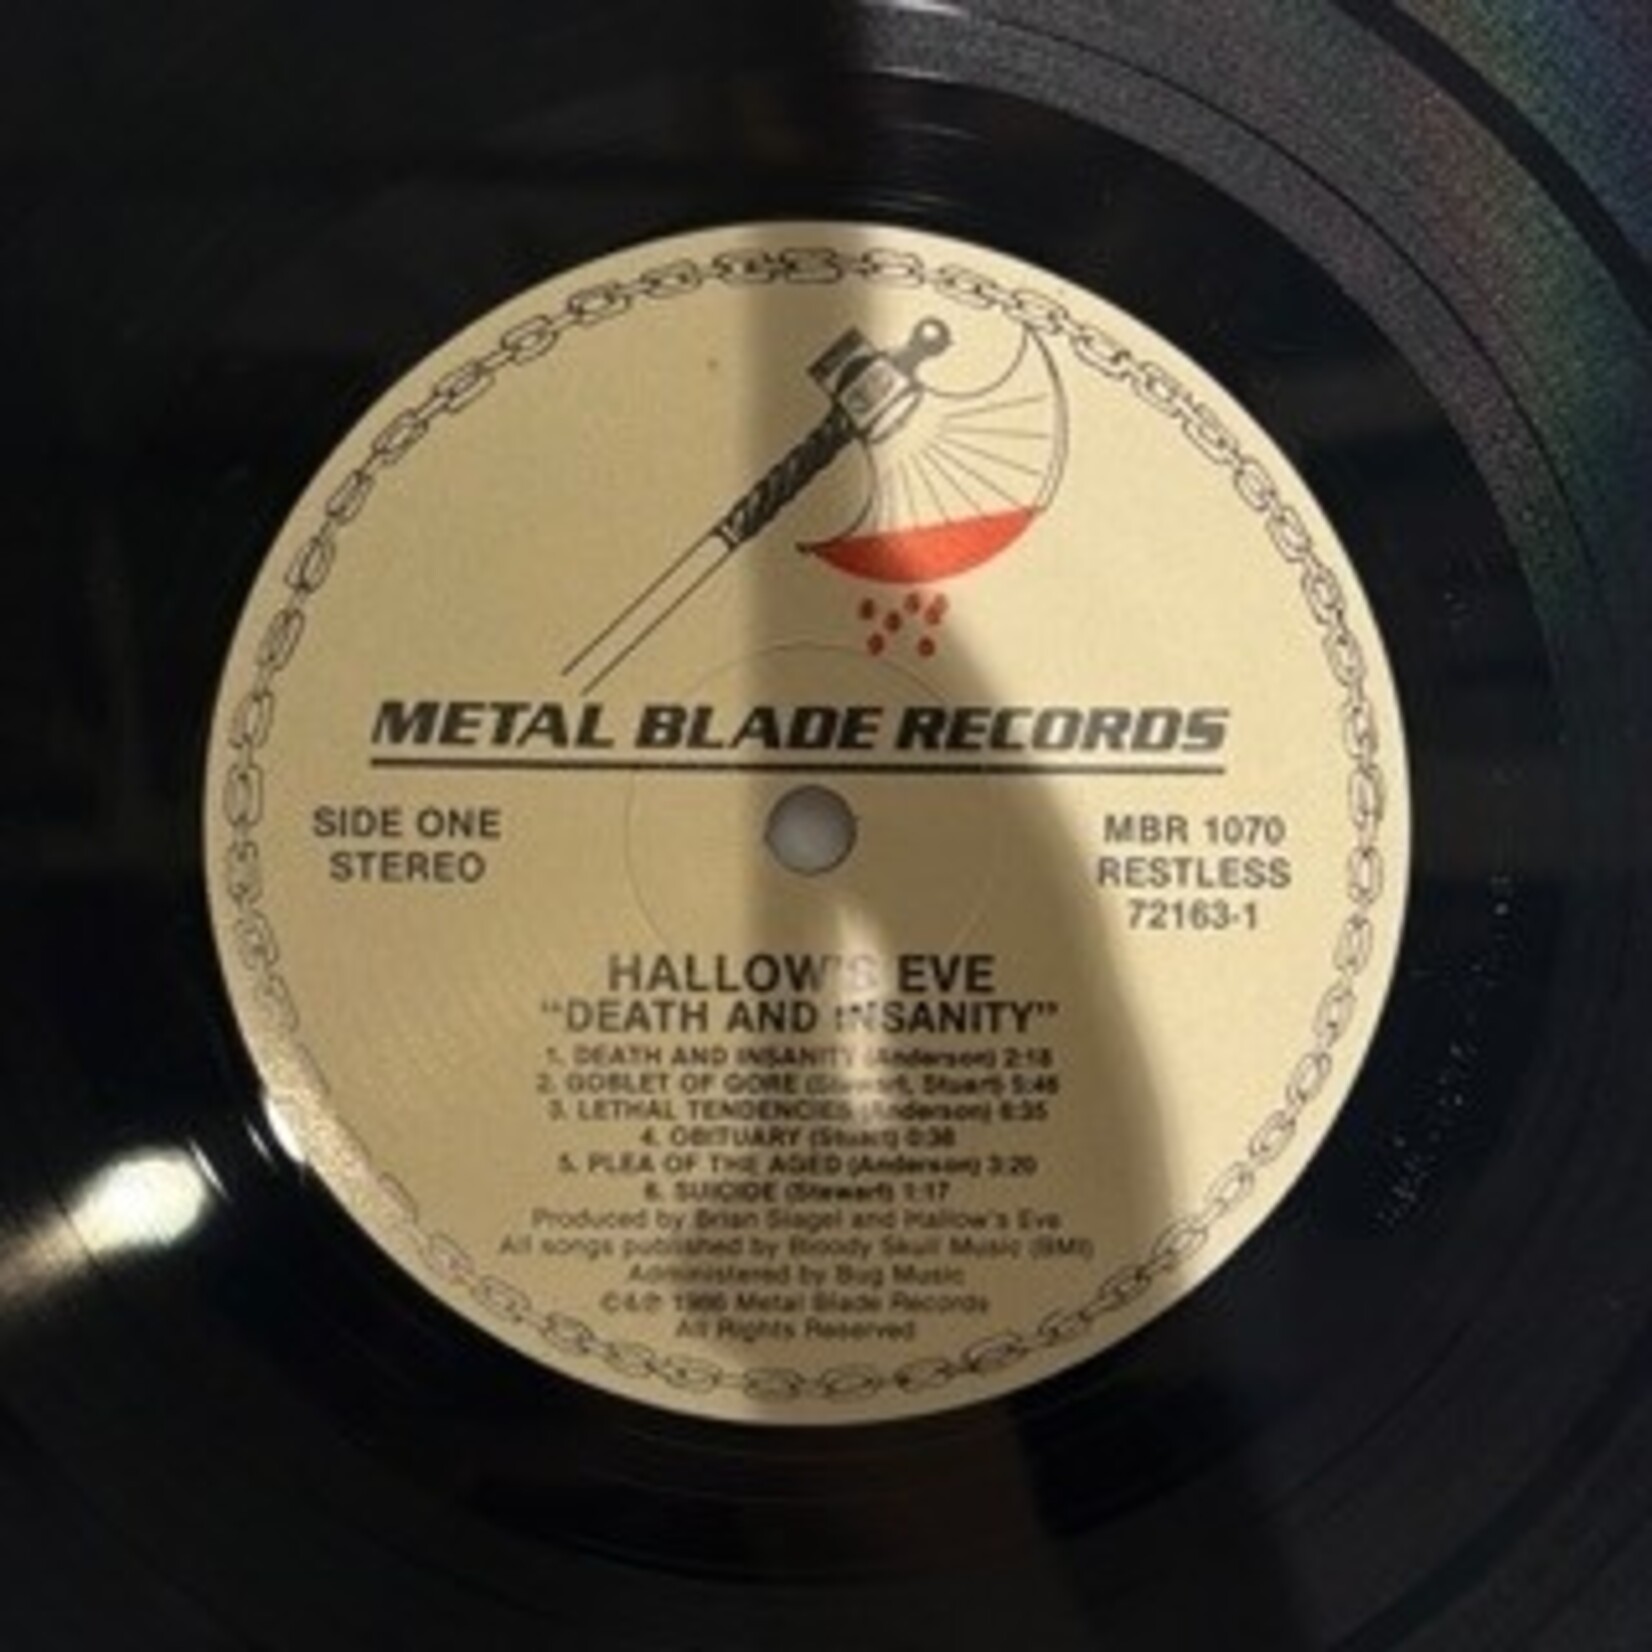 METAL BLADE RECORDS
SIDE ONE
STEREO
MBR 1070
RESTLESS
72163-1
HALLOW'S EVE
"DEATH AND INSANITY"
1. DEATH AND INSANITY (Anderson) 2:18
2. GOBLET OF GORE (Stewart, Stuart) 5:46
3. LETHAL TENDENCIES (Anderson) 6:35
4. OBITUARY (Stuart) 0:38
5. PLEA OF THE AGED (Anderson) 3:20
6. SUICIDE (Stewart) 1:17
Produced by Brian Slagel and Hallow's Eve
All songs published by Bloody Skull Music (BMI)
Administered by Bug Music
©&℗ 1986 Metal Blade Records
All Rights Reserved